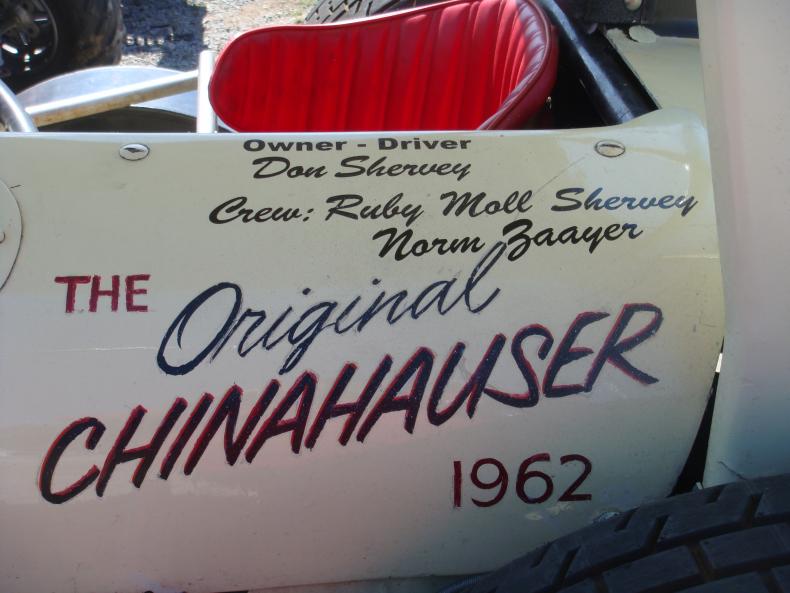 Owner - Driver
Don Shervey
Crew: Ruby Moll Shervey
Norm Zaayer
THE Original
CHINAHAUSER
1962